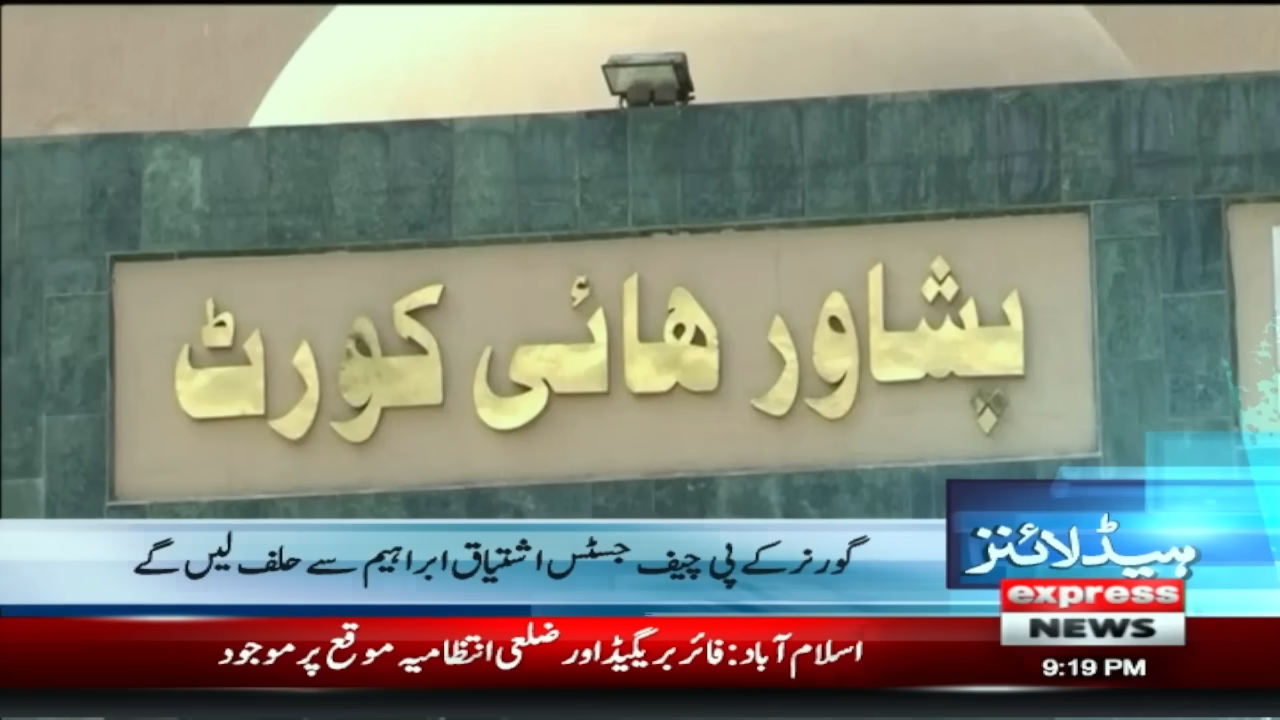 پشاور ھائی کورٹ
ہیڈلائنز
گورنر کے پی چیف جسٹس اشتیاق ابراہیم سے حلف لیں گے
express
NEWS
اسلام آباد: فائر بریگیڈ اور ضلعی انتظامیہ موقع پر موجود
9:19 PM